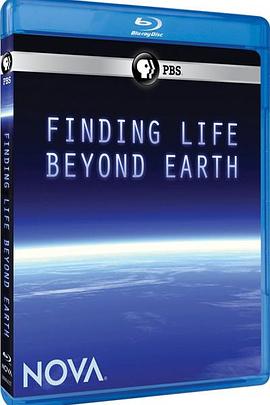 Blu-ray Disc
PBS
FINDING LIFE
BEYOND EARTH
NOVA
FINDING LIFE BEYOND EARTH